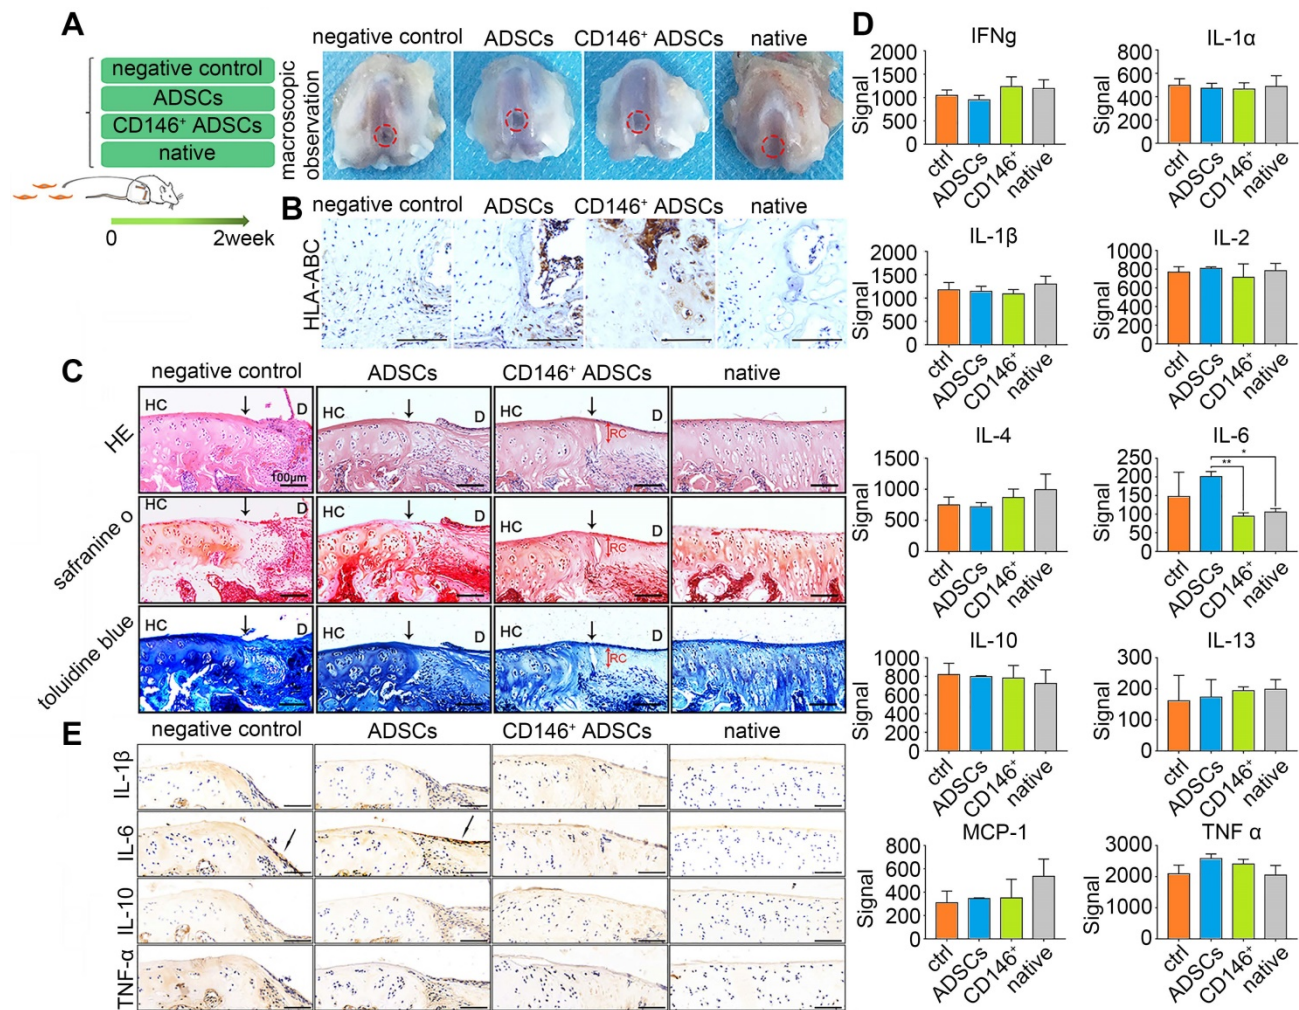 A
negative control
ADSCs
CD146⁺ ADSCs
native
0
2week
macroscopic
observation
negative control
ADSCs
CD146⁺ ADSCs
native
B
negative control
ADSCs
CD146⁺ ADSCs
native
HLA-ABC
C
negative control
ADSCs
CD146⁺ ADSCs
native
HE
HC
D
100μm
HC
D
HC
RC
D
safranine o
HC
D
HC
D
HC
RC
D
toluidine blue
HC
D
HC
D
HC
RC
D
E
negative control
ADSCs
CD146⁺ ADSCs
native
IL-1β
IL-6
IL-10
TNF-α
D
IFNg
Signal
2000
1500
1000
500
0
ctrl
ADSCs
CD146⁺
native
IL-1α
Signal
800
600
400
200
0
ctrl
ADSCs
CD146⁺
native
IL-1β
Signal
2000
1500
1000
500
0
ctrl
ADSCs
CD146⁺
native
IL-2
Signal
1000
800
600
400
200
0
ctrl
ADSCs
CD146⁺
native
IL-4
Signal
1500
1000
500
0
ctrl
ADSCs
CD146⁺
native
IL-6
Signal
250
200
150
100
50
0
**
*
ctrl
ADSCs
CD146⁺
native
IL-10
Signal
1000
800
600
400
200
0
ctrl
ADSCs
CD146⁺
native
IL-13
Signal
300
200
100
0
ctrl
ADSCs
CD146⁺
native
MCP-1
Signal
800
600
400
200
0
ctrl
ADSCs
CD146⁺
native
TNF α
Signal
3000
2000
1000
0
ctrl
ADSCs
CD146⁺
native